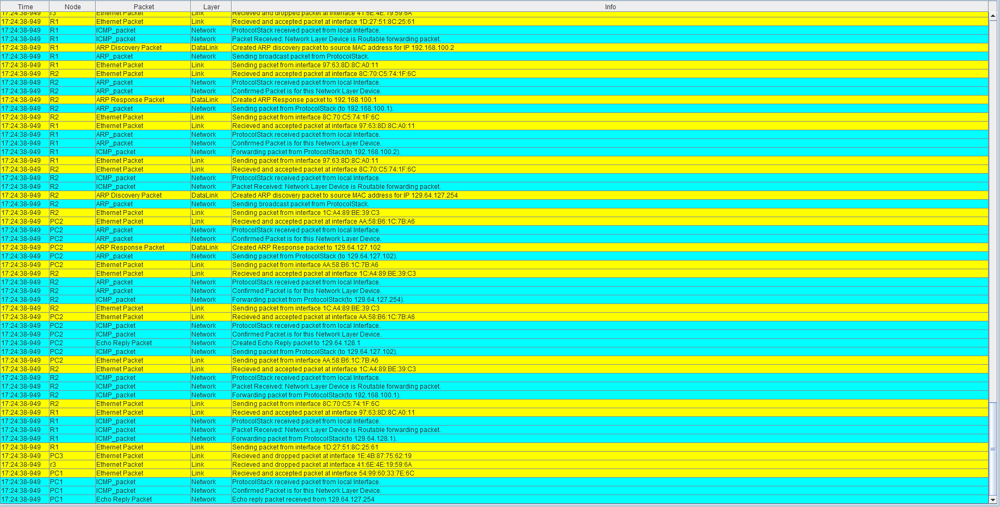 Time Node Packet Layer Info
17:24:38-949 r3 Ethernet Packet Link Recieved and dropped packet at interface 41:6E:4E:19:59:6A
17:24:38-949 R1 Ethernet Packet Link Recieved and accepted packet at interface 1D:27:51:8C:25:61
17:24:38-949 R1 ICMP_packet Network ProtocolStack received packet from local Interface.
17:24:38-949 R1 ICMP_packet Network Packet Received: Network Layer Device is Routable forwarding packet.
17:24:38-949 R1 ARP Discovery Packet DataLink Created ARP discovery packet to source MAC address for IP 192.168.100.2
17:24:38-949 R1 ARP_packet Network Sending broadcast packet from ProtocolStack.
17:24:38-949 R1 Ethernet Packet Link Sending packet from interface 97:63:8D:8C:A0:11
17:24:38-949 R2 Ethernet Packet Link Recieved and accepted packet at interface 8C:70:C5:74:1F:6C
17:24:38-949 R2 ARP_packet Network ProtocolStack received packet from local Interface.
17:24:38-949 R2 ARP_packet Network Confirmed Packet is for this Network Layer Device.
17:24:38-949 R2 ARP Response Packet DataLink Created ARP Response packet to 192.168.100.1
17:24:38-949 R2 ARP_packet Network Sending packet from ProtocolStack (to 192.168.100.1).
17:24:38-949 R2 Ethernet Packet Link Sending packet from interface 8C:70:C5:74:1F:6C
17:24:38-949 R1 Ethernet Packet Link Recieved and accepted packet at interface 97:63:8D:8C:A0:11
17:24:38-949 R1 ARP_packet Network ProtocolStack received packet from local Interface.
17:24:38-949 R1 ARP_packet Network Confirmed Packet is for this Network Layer Device.
17:24:38-949 R1 ICMP_packet Network Forwarding packet from ProtocolStack(to 192.168.100.2).
17:24:38-949 R1 Ethernet Packet Link Sending packet from interface 97:63:8D:8C:A0:11
17:24:38-949 R2 Ethernet Packet Link Recieved and accepted packet at interface 8C:70:C5:74:1F:6C
17:24:38-949 R2 ICMP_packet Network ProtocolStack received packet from local Interface.
17:24:38-949 R2 ICMP_packet Network Packet Received: Network Layer Device is Routable forwarding packet.
17:24:38-949 R2 ARP Discovery Packet DataLink Created ARP discovery packet to source MAC address for IP 129.64.127.254
17:24:38-949 R2 ARP_packet Network Sending broadcast packet from ProtocolStack.
17:24:38-949 R2 Ethernet Packet Link Sending packet from interface 1C:A4:89:BE:39:C3
17:24:38-949 PC2 Ethernet Packet Link Recieved and accepted packet at interface AA:58:B6:1C:7B:A6
17:24:38-949 PC2 ARP_packet Network ProtocolStack received packet from local Interface.
17:24:38-949 PC2 ARP_packet Network Confirmed Packet is for this Network Layer Device.
17:24:38-949 PC2 ARP Response Packet DataLink Created ARP Response packet to 129.64.127.102
17:24:38-949 PC2 ARP_packet Network Sending packet from ProtocolStack (to 129.64.127.102).
17:24:38-949 PC2 Ethernet Packet Link Sending packet from interface AA:58:B6:1C:7B:A6
17:24:38-949 R2 Ethernet Packet Link Recieved and accepted packet at interface 1C:A4:89:BE:39:C3
17:24:38-949 R2 ARP_packet Network ProtocolStack received packet from local Interface.
17:24:38-949 R2 ARP_packet Network Confirmed Packet is for this Network Layer Device.
17:24:38-949 R2 ICMP_packet Network Forwarding packet from ProtocolStack(to 129.64.127.254).
17:24:38-949 R2 Ethernet Packet Link Sending packet from interface 1C:A4:89:BE:39:C3
17:24:38-949 PC2 Ethernet Packet Link Recieved and accepted packet at interface AA:58:B6:1C:7B:A6
17:24:38-949 PC2 ICMP_packet Network ProtocolStack received packet from local Interface.
17:24:38-949 PC2 ICMP_packet Network Confirmed Packet is for this Network Layer Device.
17:24:38-949 PC2 Echo Reply Packet Network Created Echo Reply packet to 129.64.128.1
17:24:38-949 PC2 ICMP_packet Network Sending packet from ProtocolStack (to 129.64.127.102).
17:24:38-949 PC2 Ethernet Packet Link Sending packet from interface AA:58:B6:1C:7B:A6
17:24:38-949 R2 Ethernet Packet Link Recieved and accepted packet at interface 1C:A4:89:BE:39:C3
17:24:38-949 R2 ICMP_packet Network ProtocolStack received packet from local Interface.
17:24:38-949 R2 ICMP_packet Network Packet Received: Network Layer Device is Routable forwarding packet.
17:24:38-949 R2 ICMP_packet Network Forwarding packet from ProtocolStack(to 192.168.100.1).
17:24:38-949 R2 Ethernet Packet Link Sending packet from interface 8C:70:C5:74:1F:6C
17:24:38-949 R1 Ethernet Packet Link Recieved and accepted packet at interface 97:63:8D:8C:A0:11
17:24:38-949 R1 ICMP_packet Network ProtocolStack received packet from local Interface.
17:24:38-949 R1 ICMP_packet Network Packet Received: Network Layer Device is Routable forwarding packet.
17:24:38-949 R1 ICMP_packet Network Forwarding packet from ProtocolStack(to 129.64.128.1).
17:24:38-949 R1 Ethernet Packet Link Sending packet from interface 1D:27:51:8C:25:61
17:24:38-949 PC3 Ethernet Packet Link Recieved and dropped packet at interface 1E:4B:87:75:62:19
17:24:38-949 r3 Ethernet Packet Link Recieved and dropped packet at interface 41:6E:4E:19:59:6A
17:24:38-949 PC1 Ethernet Packet Link Recieved and accepted packet at interface 54:99:60:33:7E:6C
17:24:38-949 PC1 ICMP_packet Network ProtocolStack received packet from local Interface.
17:24:38-949 PC1 ICMP_packet Network Confirmed Packet is for this Network Layer Device.
17:24:38-949 PC1 Echo Reply Packet Network Echo reply packet received from 129.64.127.254